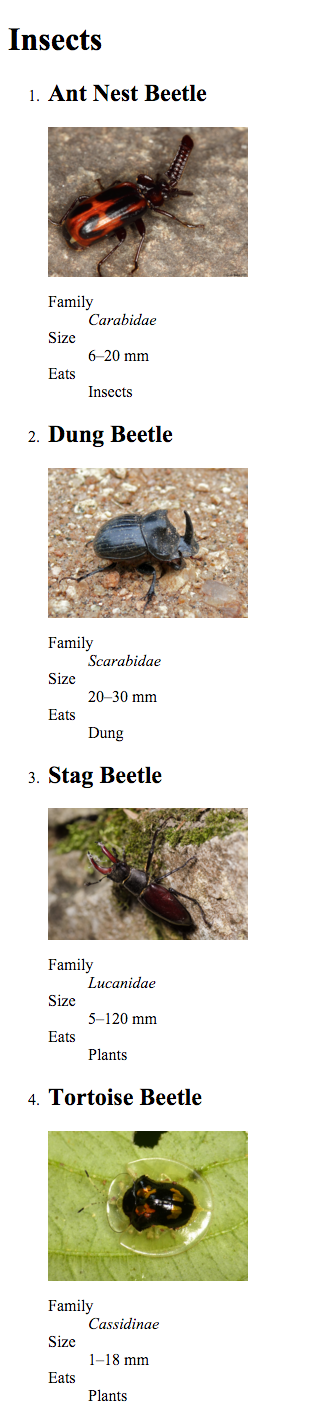 Insects
1. Ant Nest Beetle
Family
Carabidae
Size
6–20 mm
Eats
Insects
2. Dung Beetle
Family
Scarabidae
Size
20–30 mm
Eats
Dung
3. Stag Beetle
Family
Lucanidae
Size
5–120 mm
Eats
Plants
4. Tortoise Beetle
Family
Cassidinae
Size
1–18 mm
Eats
Plants